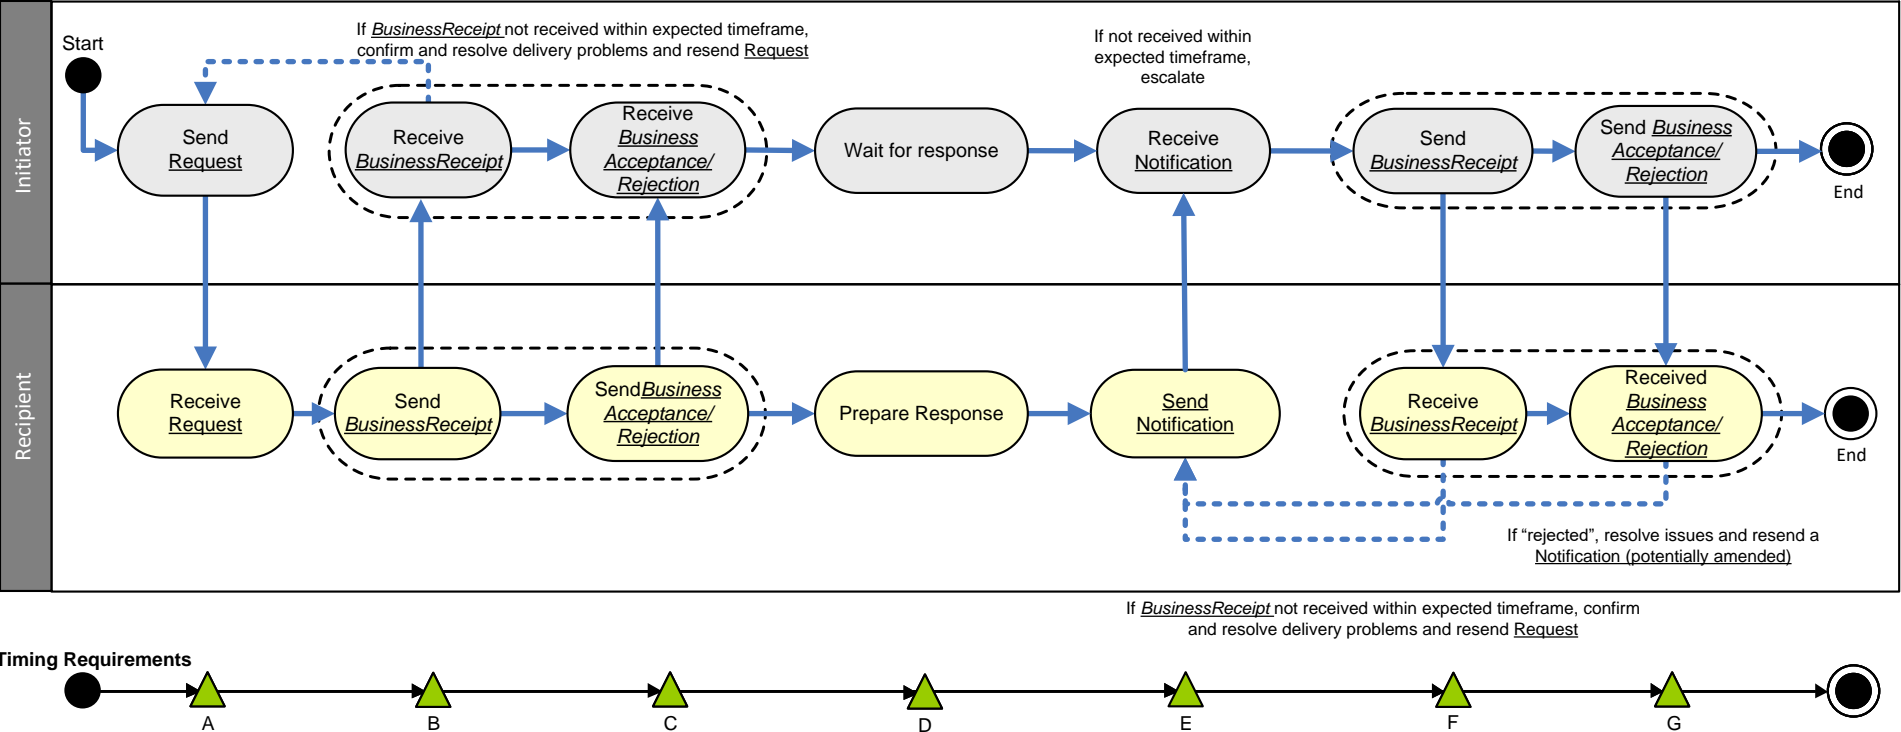 If BusinessReceipt not received within expected timeframe,
confirm and resolve delivery problems and resend Request
If not received within
expected timeframe,
escalate
Start
Initiator
Send
Request
Receive
BusinessReceipt
Receive
Business
Acceptance/
Rejection
Wait for response
Receive
Notification
Send
BusinessReceipt
Send Business
Acceptance/
Rejection
End
Recipient
Receive
Request
Send
BusinessReceipt
SendBusiness
Acceptance/
Rejection
Prepare Response
Send
Notification
Receive
BusinessReceipt
Received
Business
Acceptance/
Rejection
End
If “rejected”, resolve issues and resend a
Notification (potentially amended)
If BusinessReceipt not received within expected timeframe, confirm
and resolve delivery problems and resend Request
Timing Requirements
A
B
C
D
E
F
G